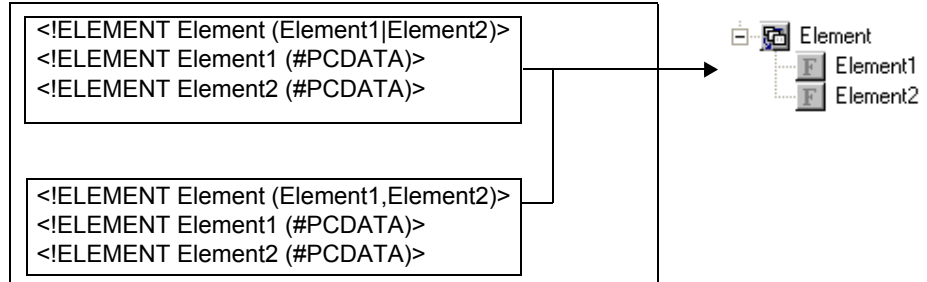 <!ELEMENT Element (Element1|Element2)>
<!ELEMENT Element1 (#PCDATA)>
<!ELEMENT Element2 (#PCDATA)>
<!ELEMENT Element (Element1,Element2)>
<!ELEMENT Element1 (#PCDATA)>
<!ELEMENT Element2 (#PCDATA)>
Element
F Element1
F Element2